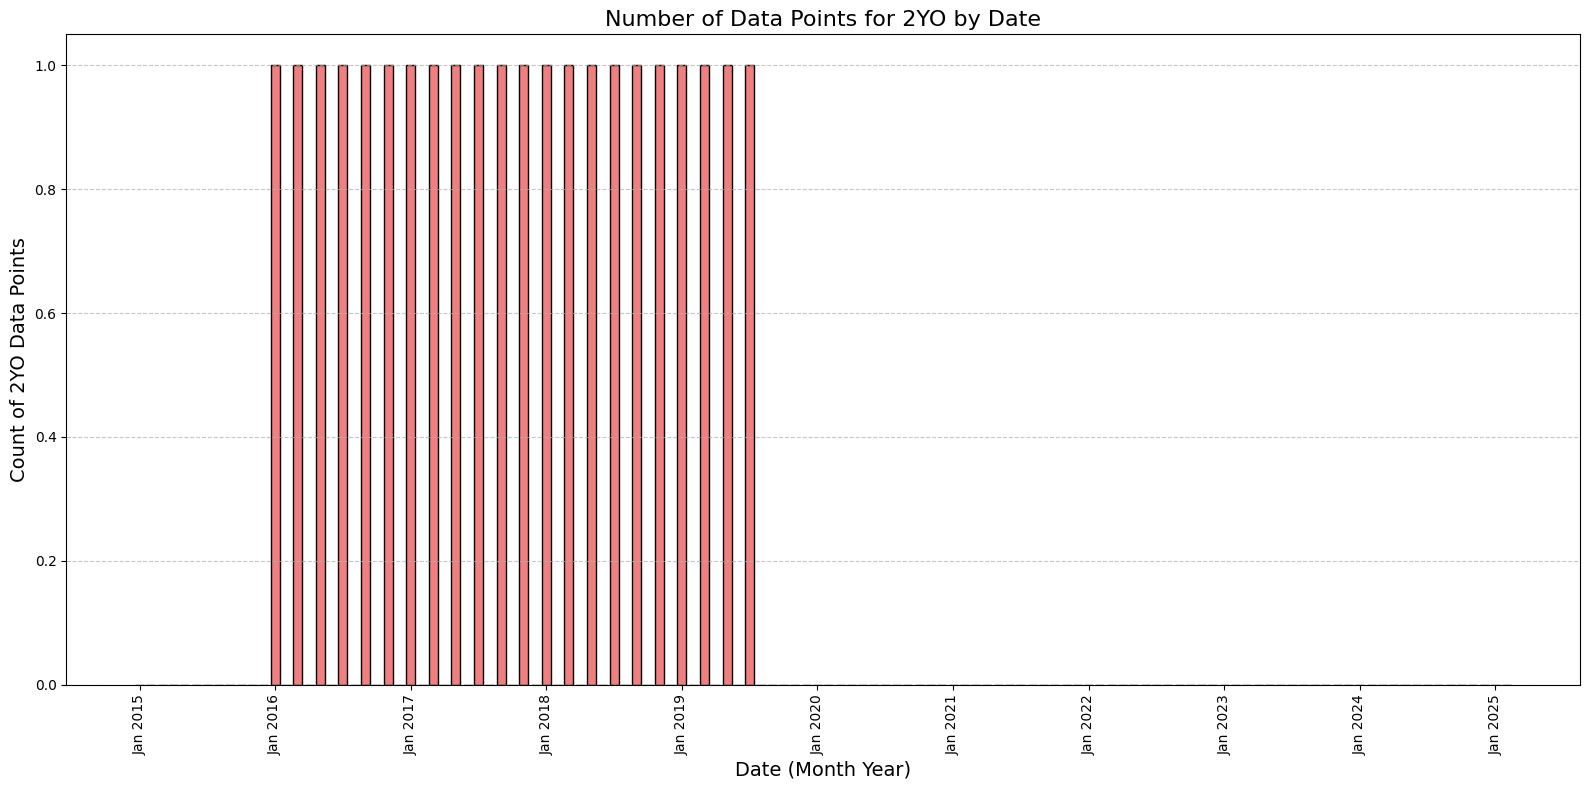 Number of Data Points for 2YO by Date
Count of 2YO Data Points
1.0
0.8
0.6
0.4
0.2
0.0
Jan 2015
Jan 2016
Jan 2017
Jan 2018
Jan 2019
Jan 2020
Jan 2021
Jan 2022
Jan 2023
Jan 2024
Jan 2025
Date (Month Year)